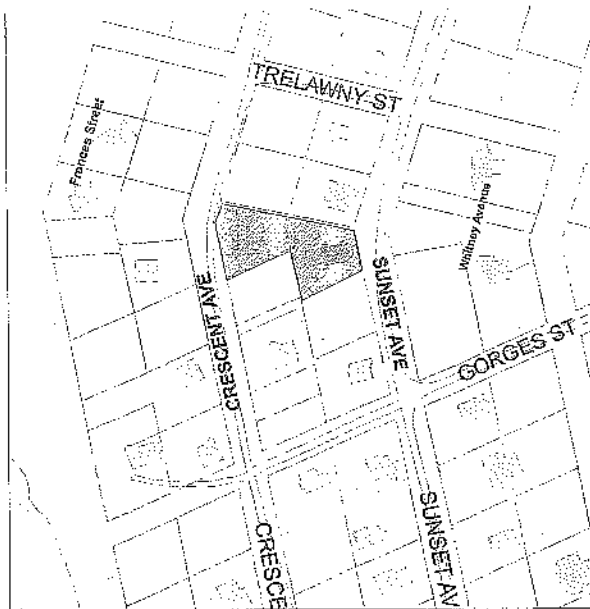 TRELAWNY ST
Frances Street
Whitney Avenue
CRESCENT AVE
SUNSET AVE
GORGES ST
CRESCE
SUNSET AV